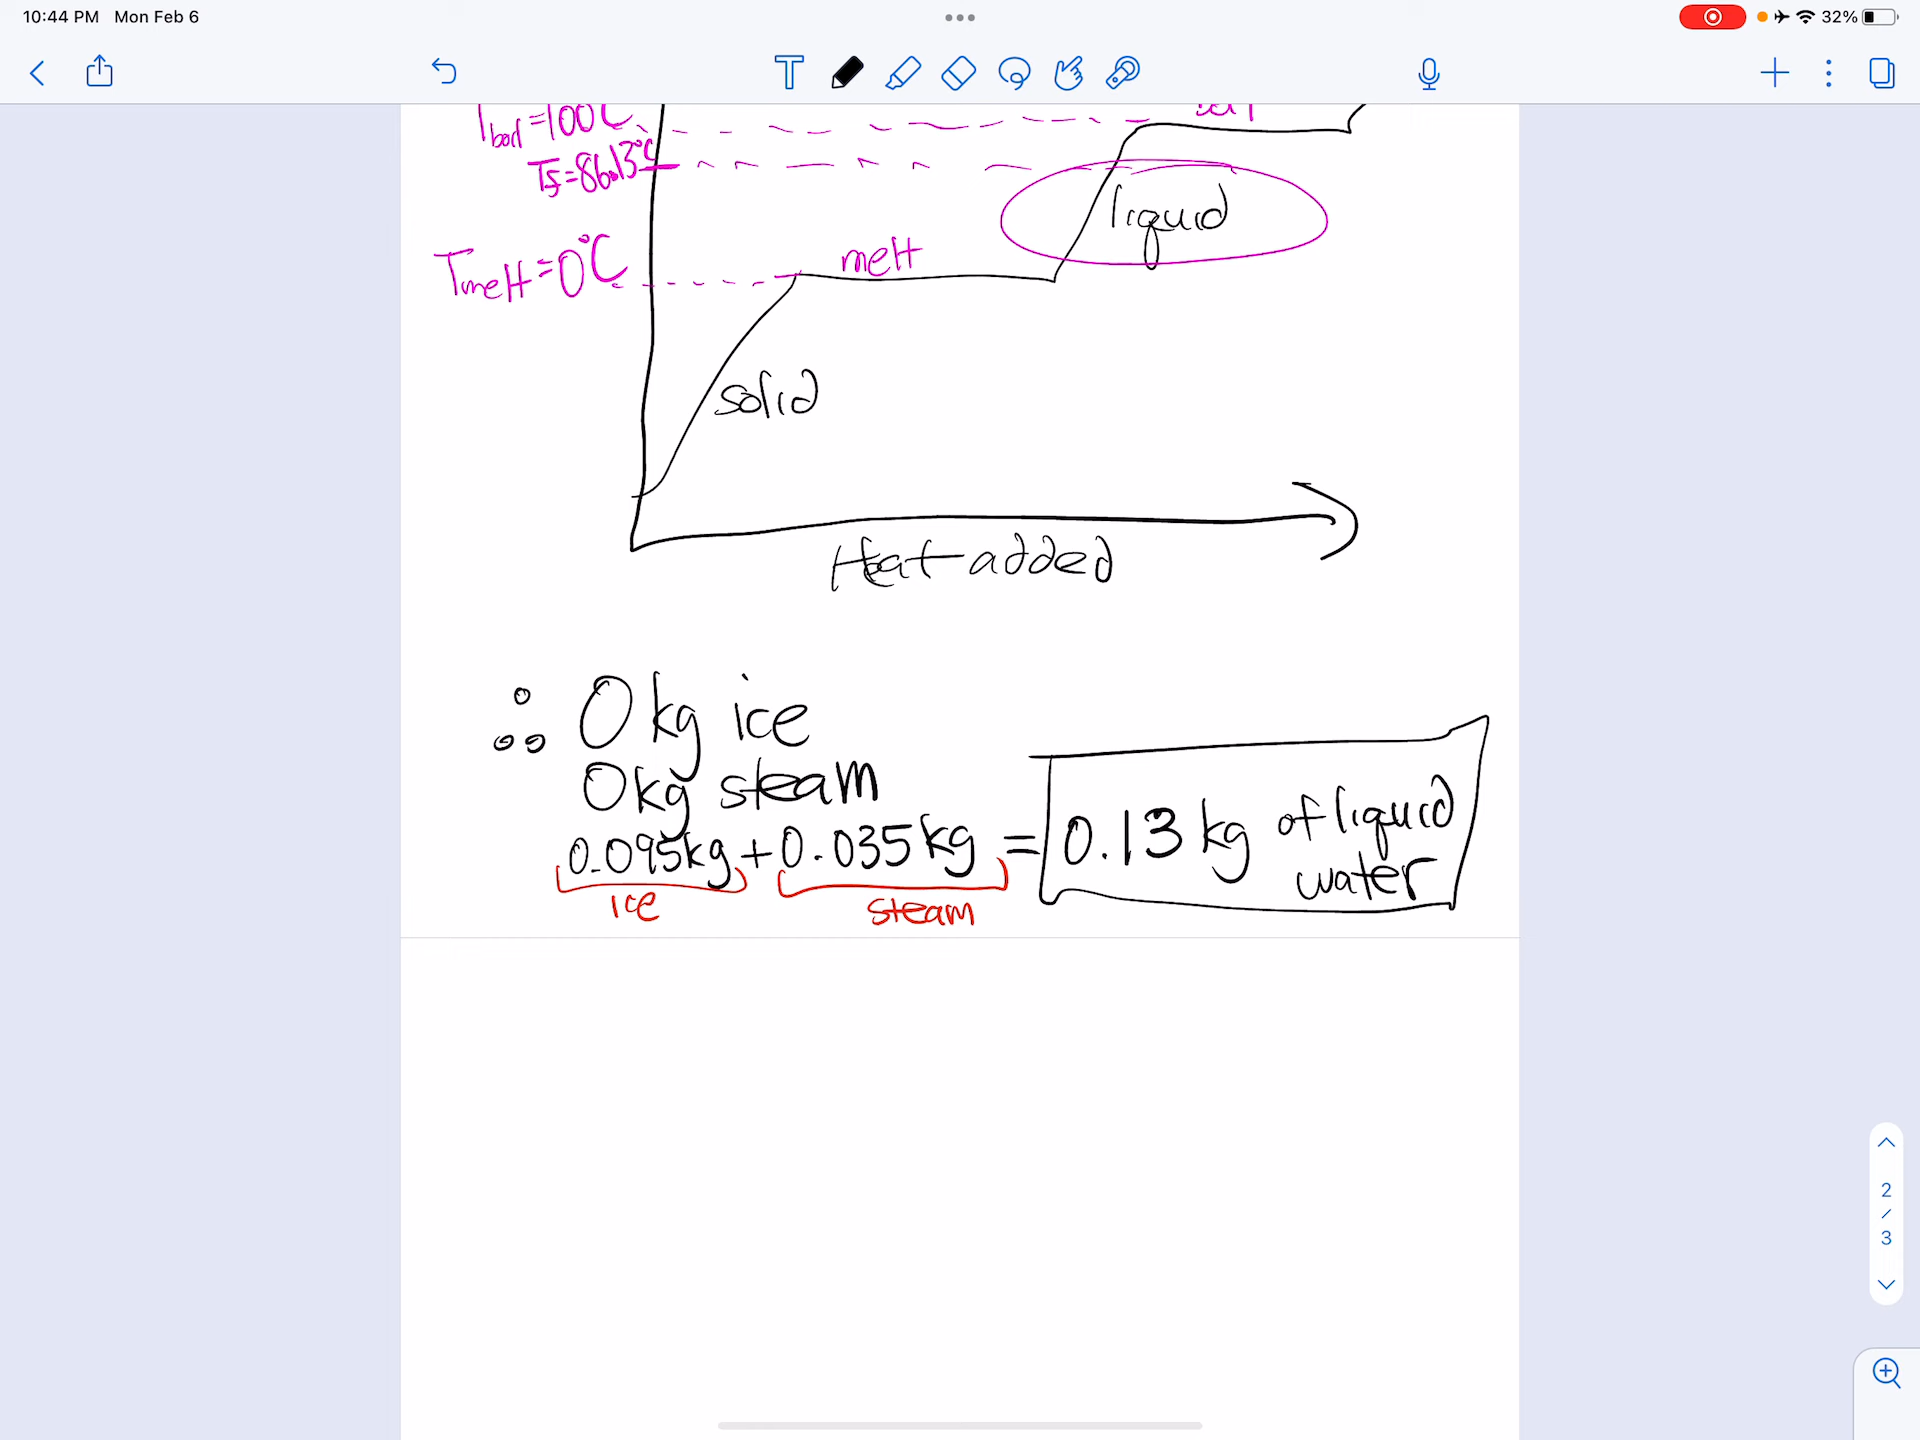 10:44 PM Mon Feb 6
32%
Tboil=100°C
Tf=86.13°C
liquid
melt
Tmelt=0°C
solid
Heat added
∴ 0 kg ice
0 kg steam
0.095kg + 0.035kg = 0.13 kg of liquid water
ice steam
2
/
3